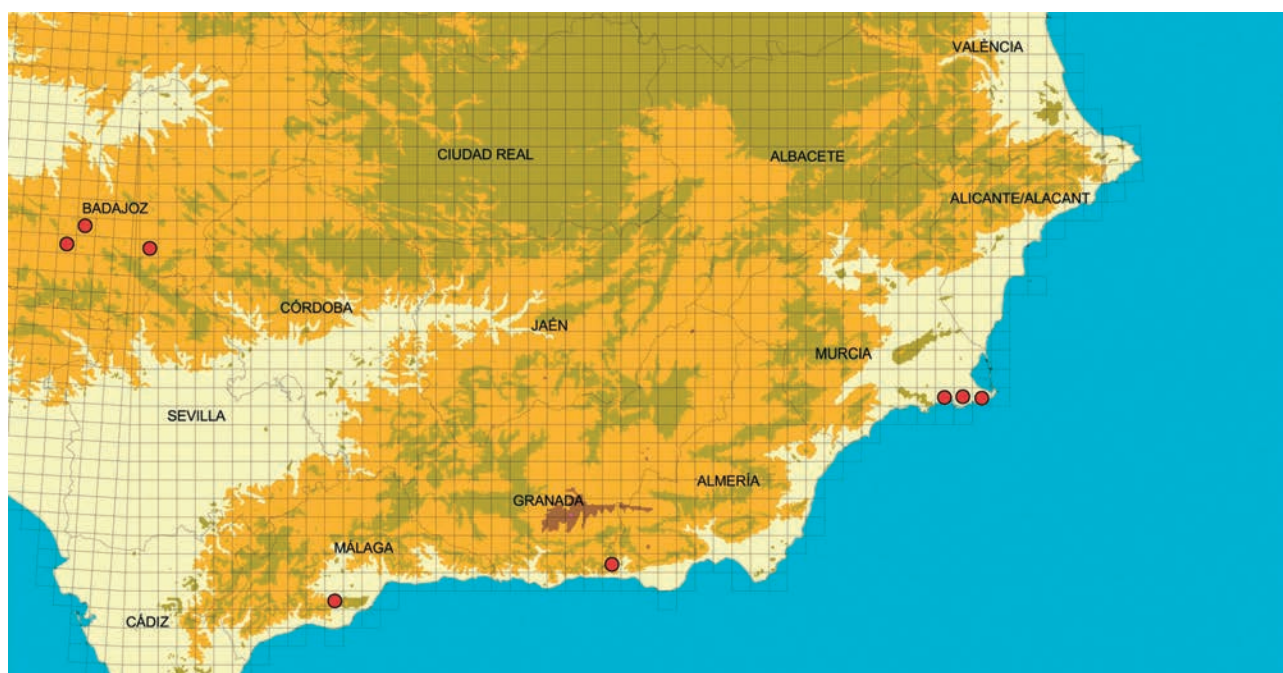 VALÈNCIA
CIUDAD REAL
ALBACETE
ALICANTE/ALACANT
BADAJOZ
CÓRDOBA
JAÉN
MURCIA
SEVILLA
ALMERÍA
GRANADA
MÁLAGA
CÁDIZ